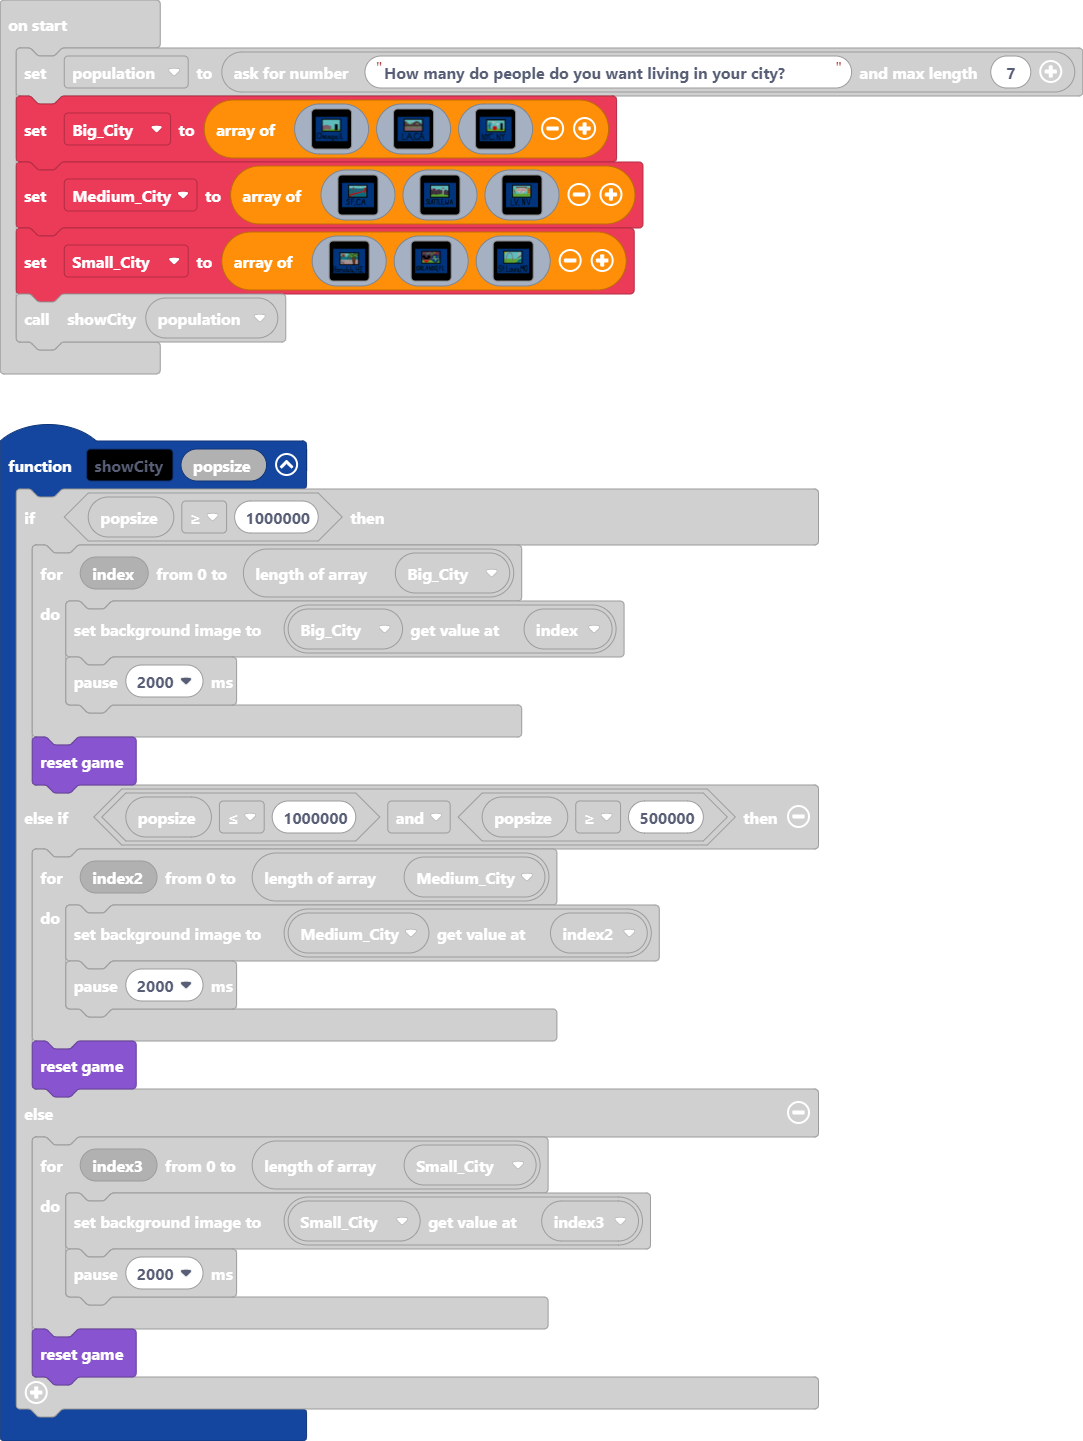 on start
set population to ask for number "How many do people do you want living in your city?" and max length 7
set Big_City to array of
set Medium_City to array of
set Small_City to array of
call showCity population
function showCity popsize
if popsize ≥ 1000000 then
for index from 0 to length of array Big_City
do
set background image to Big_City get value at index
pause 2000 ms
reset game
else if popsize ≤ 1000000 and popsize ≥ 500000 then
for index2 from 0 to length of array Medium_City
do
set background image to Medium_City get value at index2
pause 2000 ms
reset game
else
for index3 from 0 to length of array Small_City
do
set background image to Small_City get value at index3
pause 2000 ms
reset game